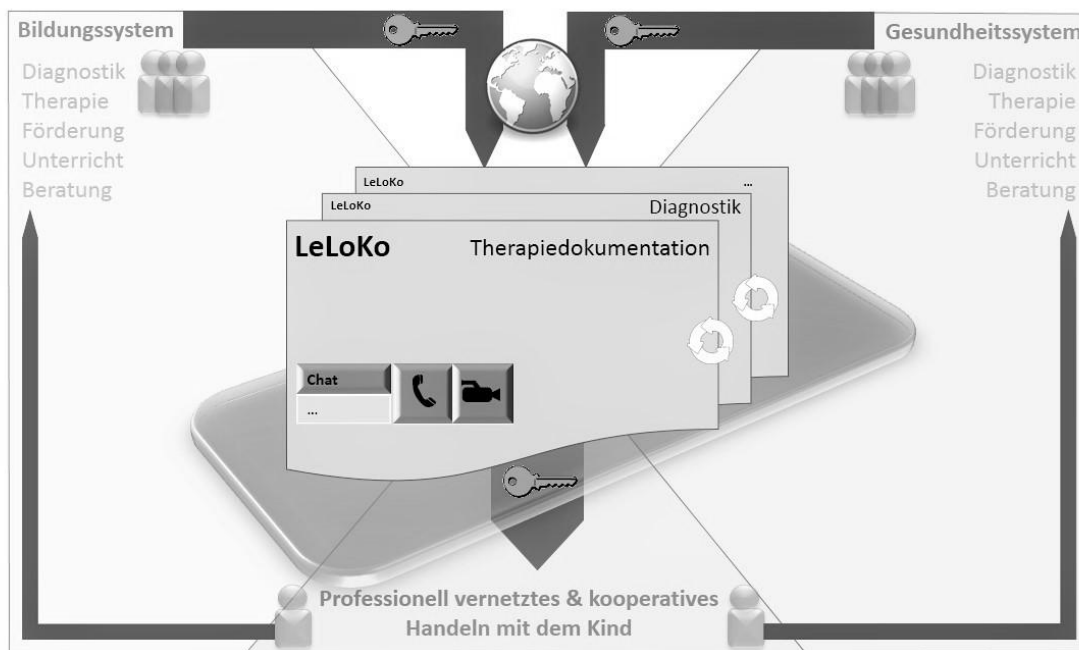 Bildungssystem
Diagnostik
Therapie
Förderung
Unterricht
Beratung
Gesundheitssystem
Diagnostik
Therapie
Förderung
Unterricht
Beratung
LeLoKo ...
LeLoKo Diagnostik
LeLoKo Therapiedokumentation
Chat
...
Professionell vernetztes & kooperatives
Handeln mit dem Kind